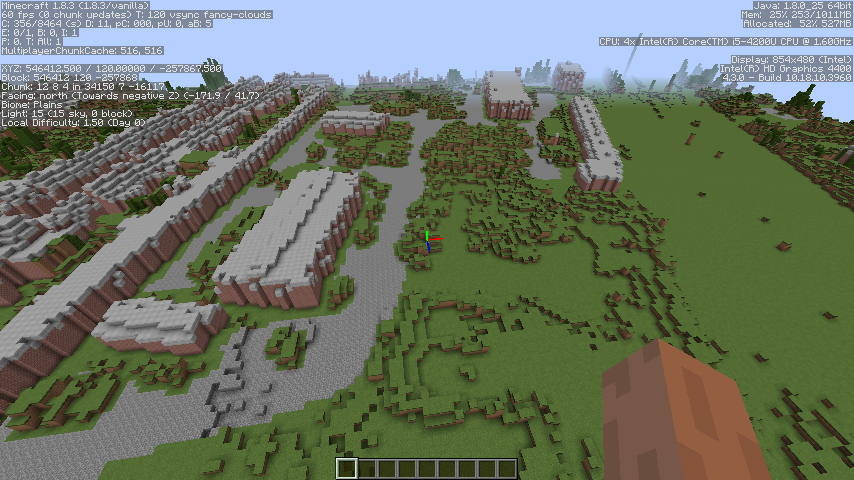 Minecraft 1.8.3 (1.8.3/vanilla)
60 fps (0 chunk updates) T: 120 vsync fancy-clouds
C: 356/8464 (s) D: 11, pC: 000, pU: 0, aB: 5
E: 0/1, B: 0, I: 1
P: 0. T: All: 1
MultiplayerChunkCache: 516, 516
XYZ: 546412.500 / 120.00000 / -257867.500
Block: 546412 120 -257868
Chunk: 12 8 4 in 34150 7 -16117
Facing: north (Towards negative Z) (-171.9 / 41.7)
Biome: Plains
Light: 15 (15 sky, 0 block)
Local Difficulty: 1.50 (Day 0)
Java: 1.8.0_25 64bit
Mem: 25% 253/1011MB
Allocated: 52% 527MB
CPU: 4x Intel(R) Core(TM) i5-4200U CPU @ 1.60GHz
Display: 854x480 (Intel)
Intel(R) HD Graphics 4400
4.3.0 - Build 10.18.10.3960